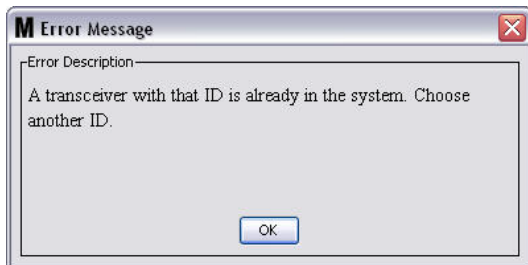 M Error Message
Error Description
A transceiver with that ID is already in the system. Choose
another ID.
OK